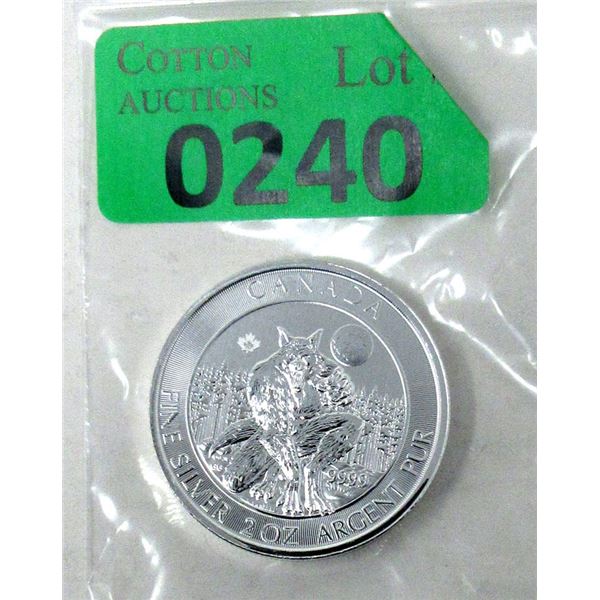 COTTON
AUCTIONS
Lot
0240
CANADA
9999
FINE SILVER 2 OZ ARGENT PUR